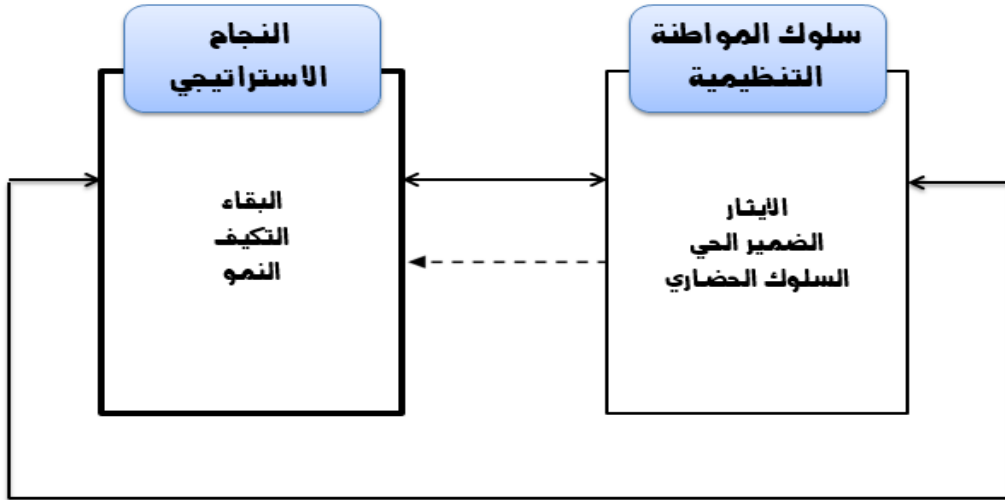 سلوك المواطنة
التنظيمية
الايثار
الضمير الحي
السلوك الحضاري
النجاح
الاستراتيجي
البقاء
التكيف
النمو